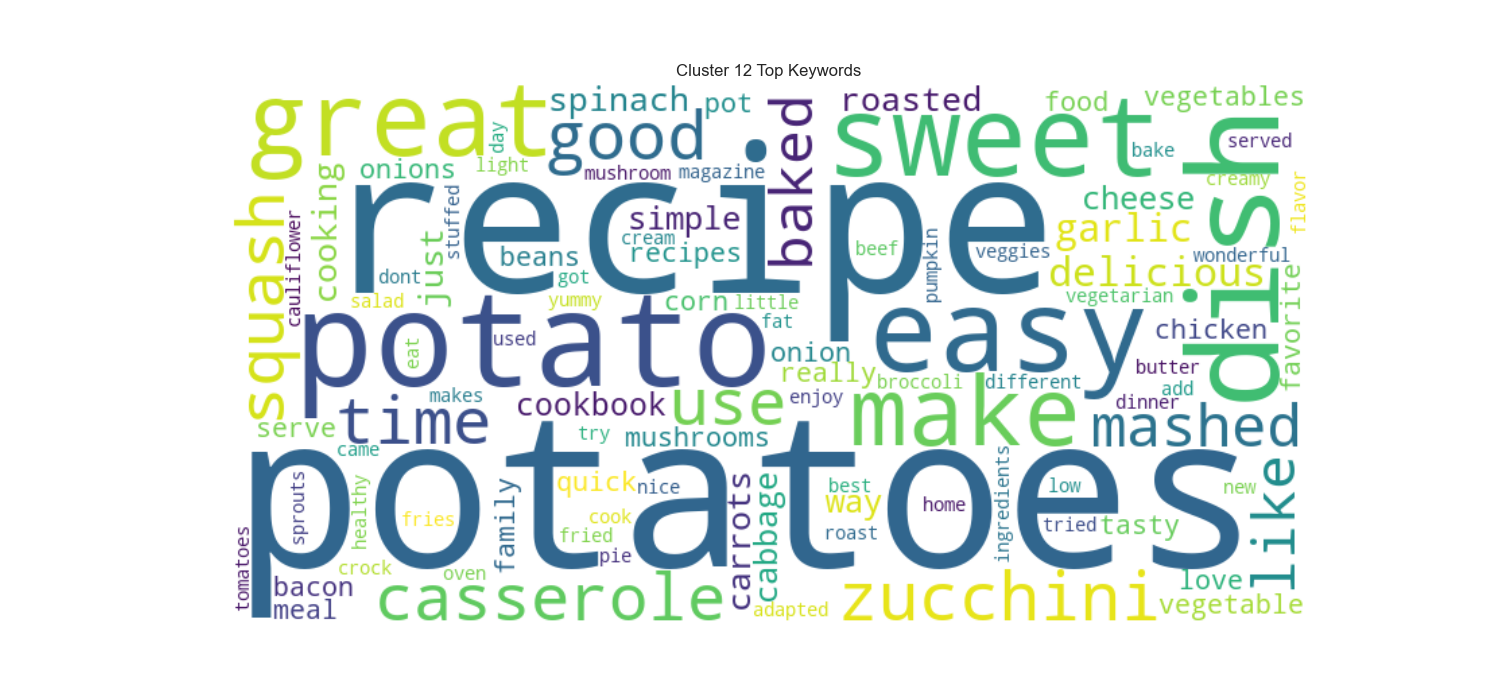 Cluster 12 Top Keywords
great
spinach
pot
good
baked
roasted
food
vegetables
sweet
dish
day
light
bake
served
onions
mushroom
magazine
recipe
squash
cooking
cauliflower
stuffed
just
simple
cream
recipes
beans
beef
pumpkin
veggies
cheese
creamy
flavor
garlic
wonderful
delicious
dont
got
salad
yummy
corn
little
fat
vegetarian
favorite
potato
used
eat
easy
chicken
onion
really
broccoli
different
butter
add
dinner
makes
time
cookbook
use
enjoy
make
mashed
serve
came
try
mushrooms
like
potatoes
sprouts
healthy
fries
family
quick
nice
cook
fried
pie
carrots
cabbage
best
way
roast
home
ingredients
low
tried
tasty
new
tomatoes
bacon
meal
crock
oven
casserole
adapted
zucchini
love
vegetable